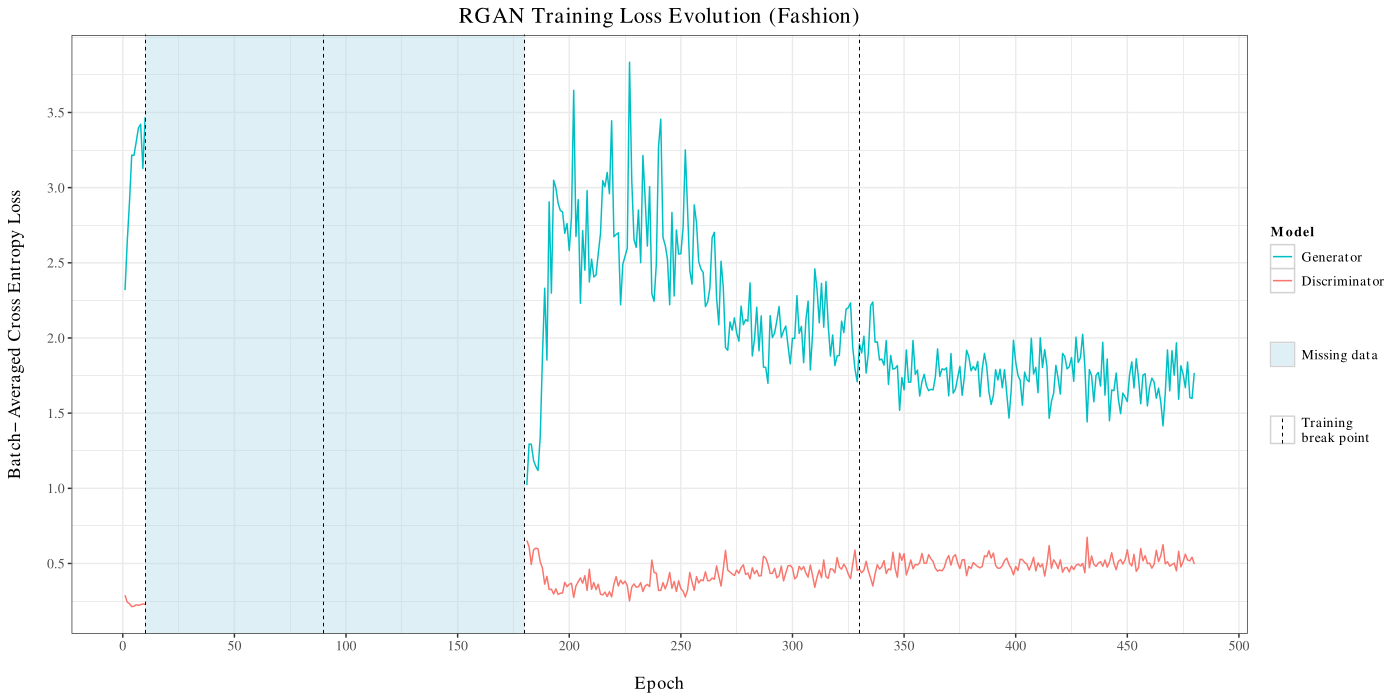 RGAN Training Loss Evolution (Fashion)
Batch− Averaged Cross Entropy Loss
3.5
3.0
2.5
2.0
1.5
1.0
0.5
0 50 100 150 200 250 300 350 400 450 500
Epoch
Model
Generator
Discriminator
Missing data
Training
break point